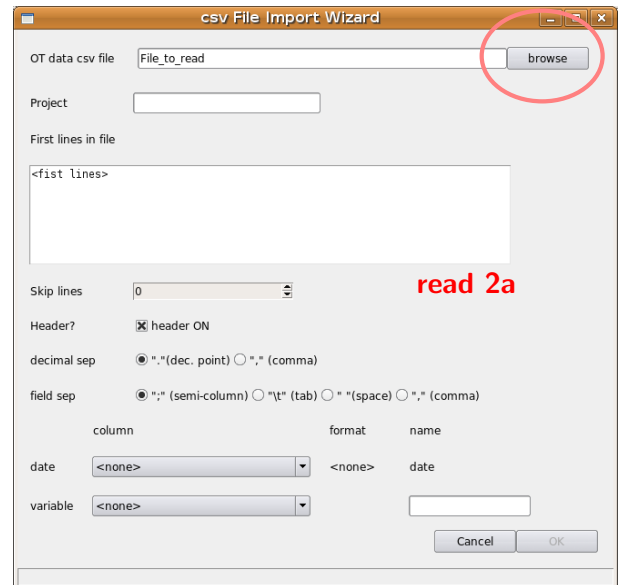 csv File Import Wizard
OT data csv file File_to_read browse
Project
First lines in file
<fist lines>
read 2a
Skip lines 0
Header? header ON
decimal sep "."(dec. point) "," (comma)
field sep ";" (semi-column) "\t" (tab) " "(space) "," (comma)
column format name
date <none> <none> date
variable <none>
Cancel OK